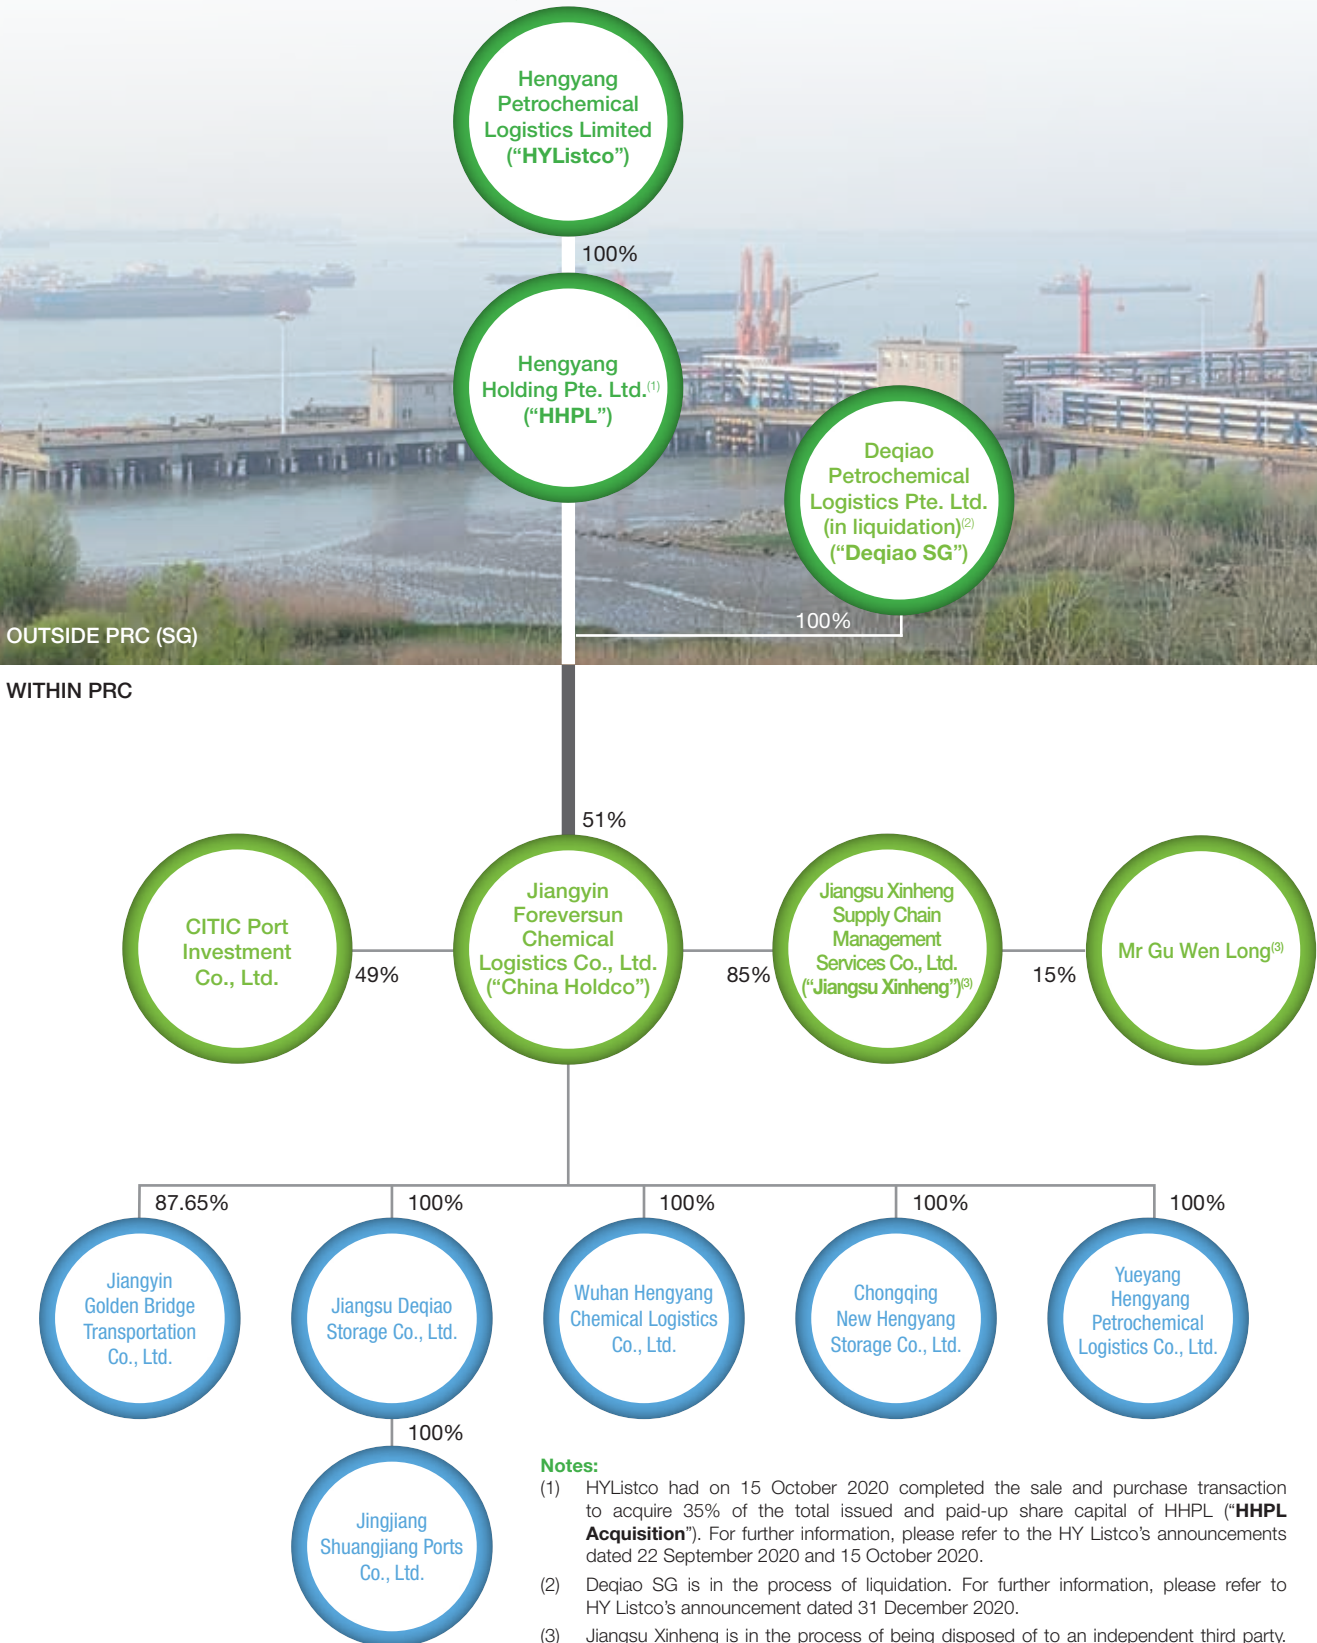 Hengyang
Petrochemical
Logistics Limited
(“HYListco”)
100%
Hengyang
Holding Pte. Ltd.(1)
(“HHPL”)
Deqiao
Petrochemical
Logistics Pte. Ltd.
(in liquidation)(2)
(“Deqiao SG”)
100%
OUTSIDE PRC (SG)
WITHIN PRC
51%
CITIC Port
Investment
Co., Ltd.
49%
Jiangyin
Foreversun
Chemical
Logistics Co., Ltd.
(“China Holdco”)
85%
Jiangsu Xinheng
Supply Chain
Management
Services Co., Ltd.
(“Jiangsu Xinheng”)(3)
15%
Mr Gu Wen Long(3)
87.65%
100%
100%
100%
100%
Jiangyin
Golden Bridge
Transportation
Co., Ltd.
Jiangsu Deqiao
Storage Co., Ltd.
Wuhan Hengyang
Chemical Logistics
Co., Ltd.
Chongqing
New Hengyang
Storage Co., Ltd.
Yueyang
Hengyang
Petrochemical
Logistics Co., Ltd.
100%
Jingjiang
Shuangjiang Ports
Co., Ltd.
Notes:
(1) HYListco had on 15 October 2020 completed the sale and purchase transaction
to acquire 35% of the total issued and paid-up share capital of HHPL (“HHPL
Acquisition”). For further information, please refer to the HY Listco’s announcements
dated 22 September 2020 and 15 October 2020.
(2) Deqiao SG is in the process of liquidation. For further information, please refer to
HY Listco’s announcement dated 31 December 2020.
(3) Jiangsu Xinheng is in the process of being disposed of to an independent third party.